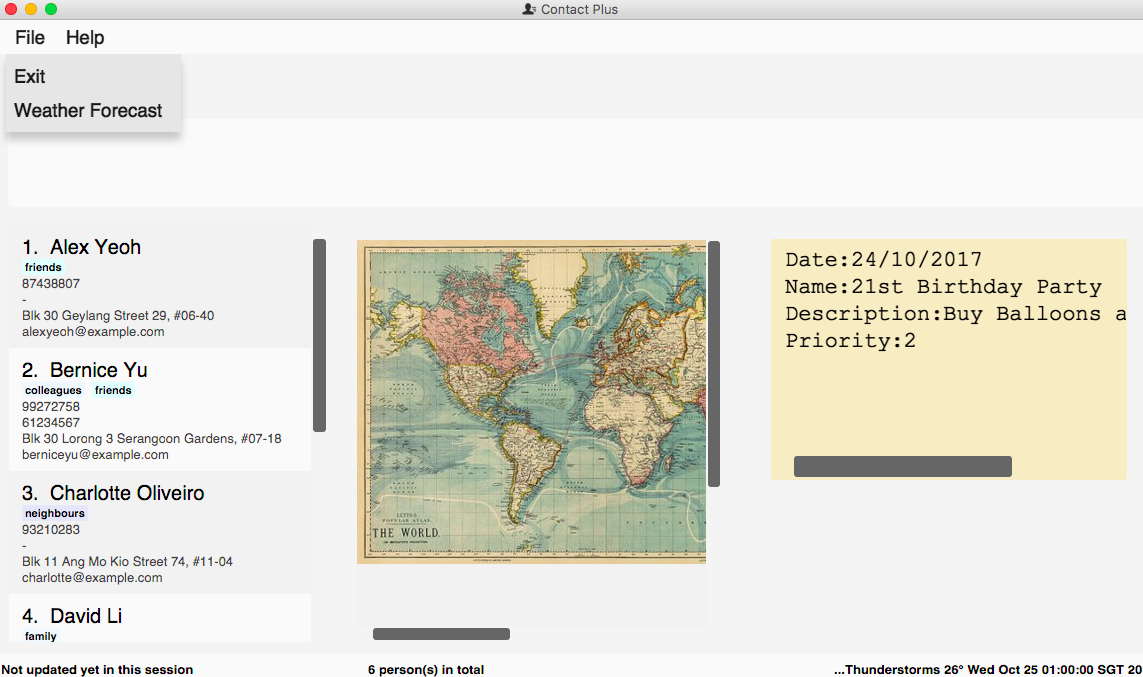 Contact Plus
File Help
Exit
Weather Forecast
1. Alex Yeoh
friends
87438807
-
Blk 30 Geylang Street 29, #06-40
alexyeoh@example.com
2. Bernice Yu
colleagues friends
99272758
61234567
Blk 30 Lorong 3 Serangoon Gardens, #07-18
berniceyu@example.com
3. Charlotte Oliveiro
neighbours
93210283
-
Blk 11 Ang Mo Kio Street 74, #11-04
charlotte@example.com
4. David Li
family
POPULAR ATLAS.
THE WORLD.
Date:24/10/2017
Name:21st Birthday Party
Description:Buy Balloons a
Priority:2
Not updated yet in this session
6 person(s) in total
...Thunderstorms 26° Wed Oct 25 01:00:00 SGT 20